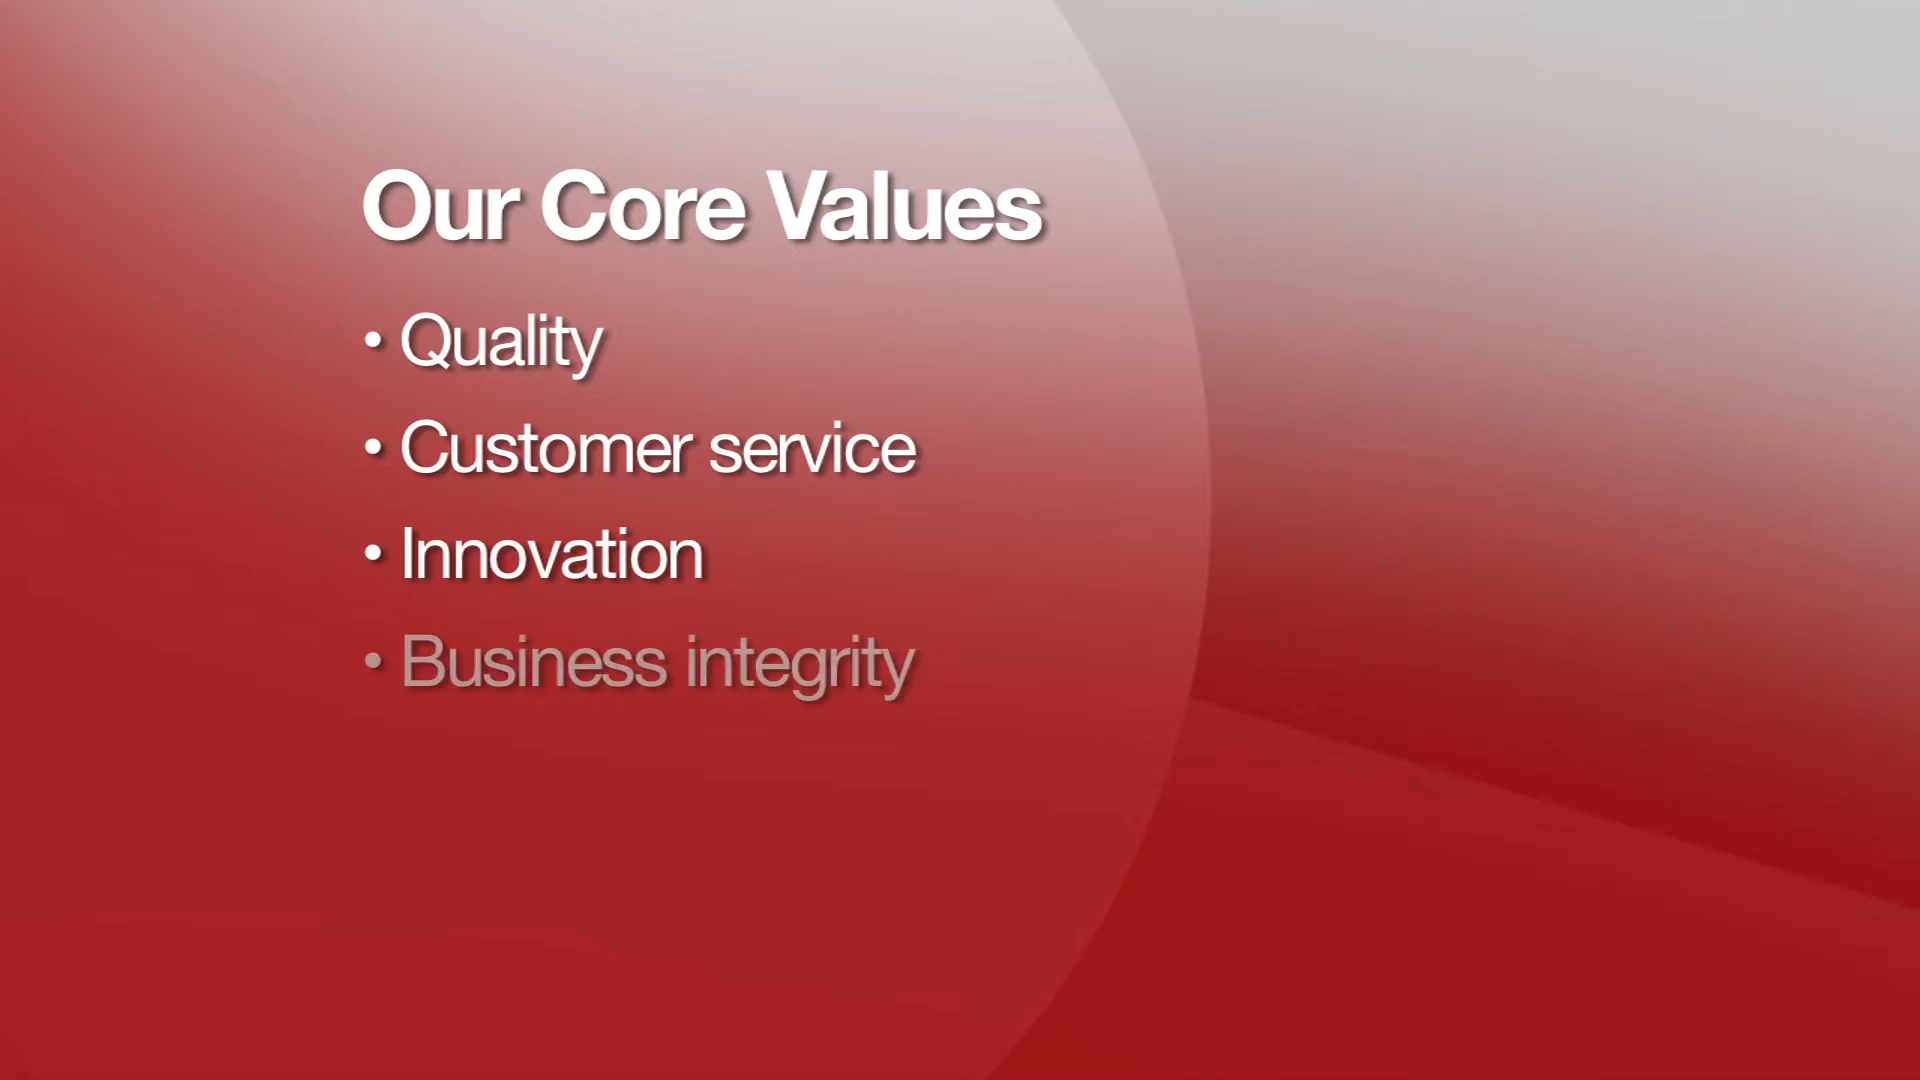 Our Core Values
• Quality
• Customer service
• Innovation
• Business integrity